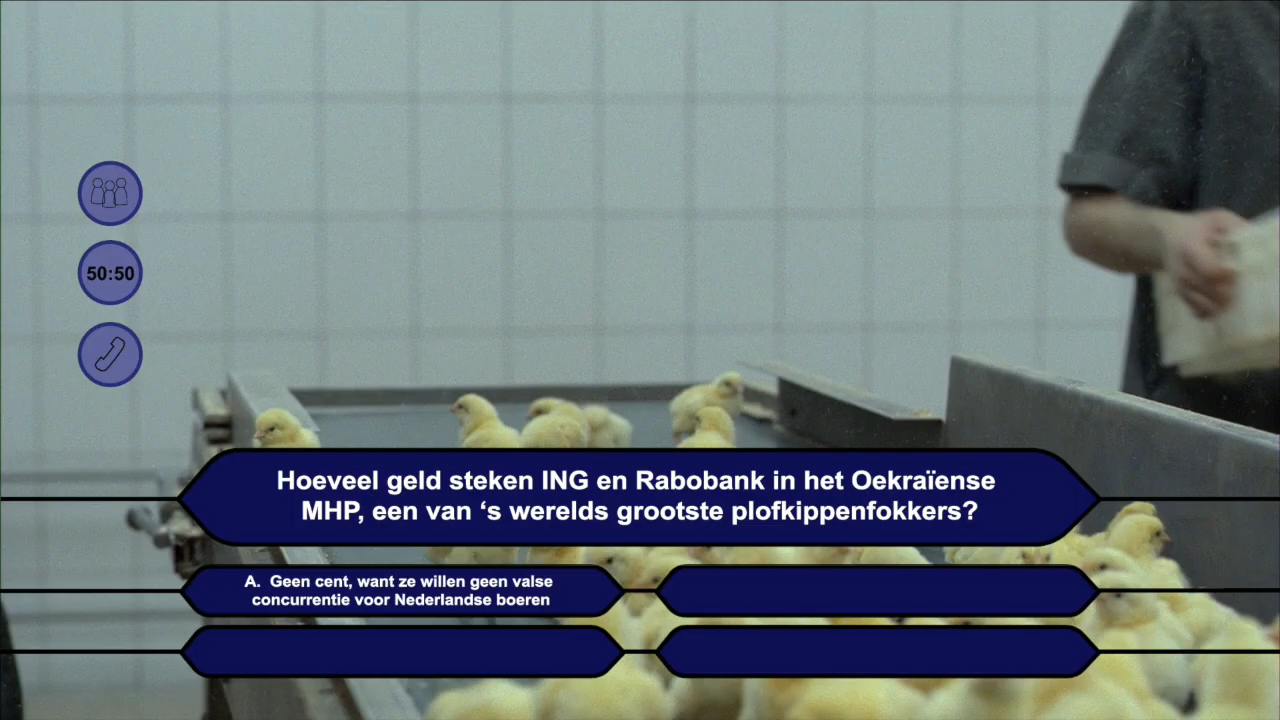 50:50
Hoeveel geld steken ING en Rabobank in het Oekraïense
MHP, een van ‘s werelds grootste plofkippenfokkers?
A. Geen cent, want ze willen geen valse
concurrentie voor Nederlandse boeren